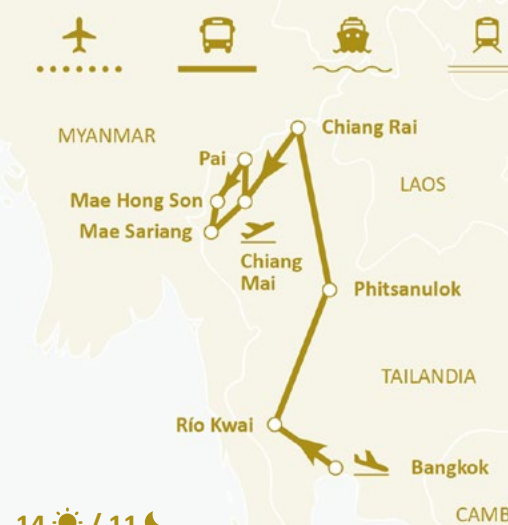 MYANMAR
Chiang Rai
Pai
LAOS
Mae Hong Son
Mae Sariang
Chiang
Mai
Phitsanulok
TAILANDIA
Río Kwai
Bangkok
CAMB
14 / 11